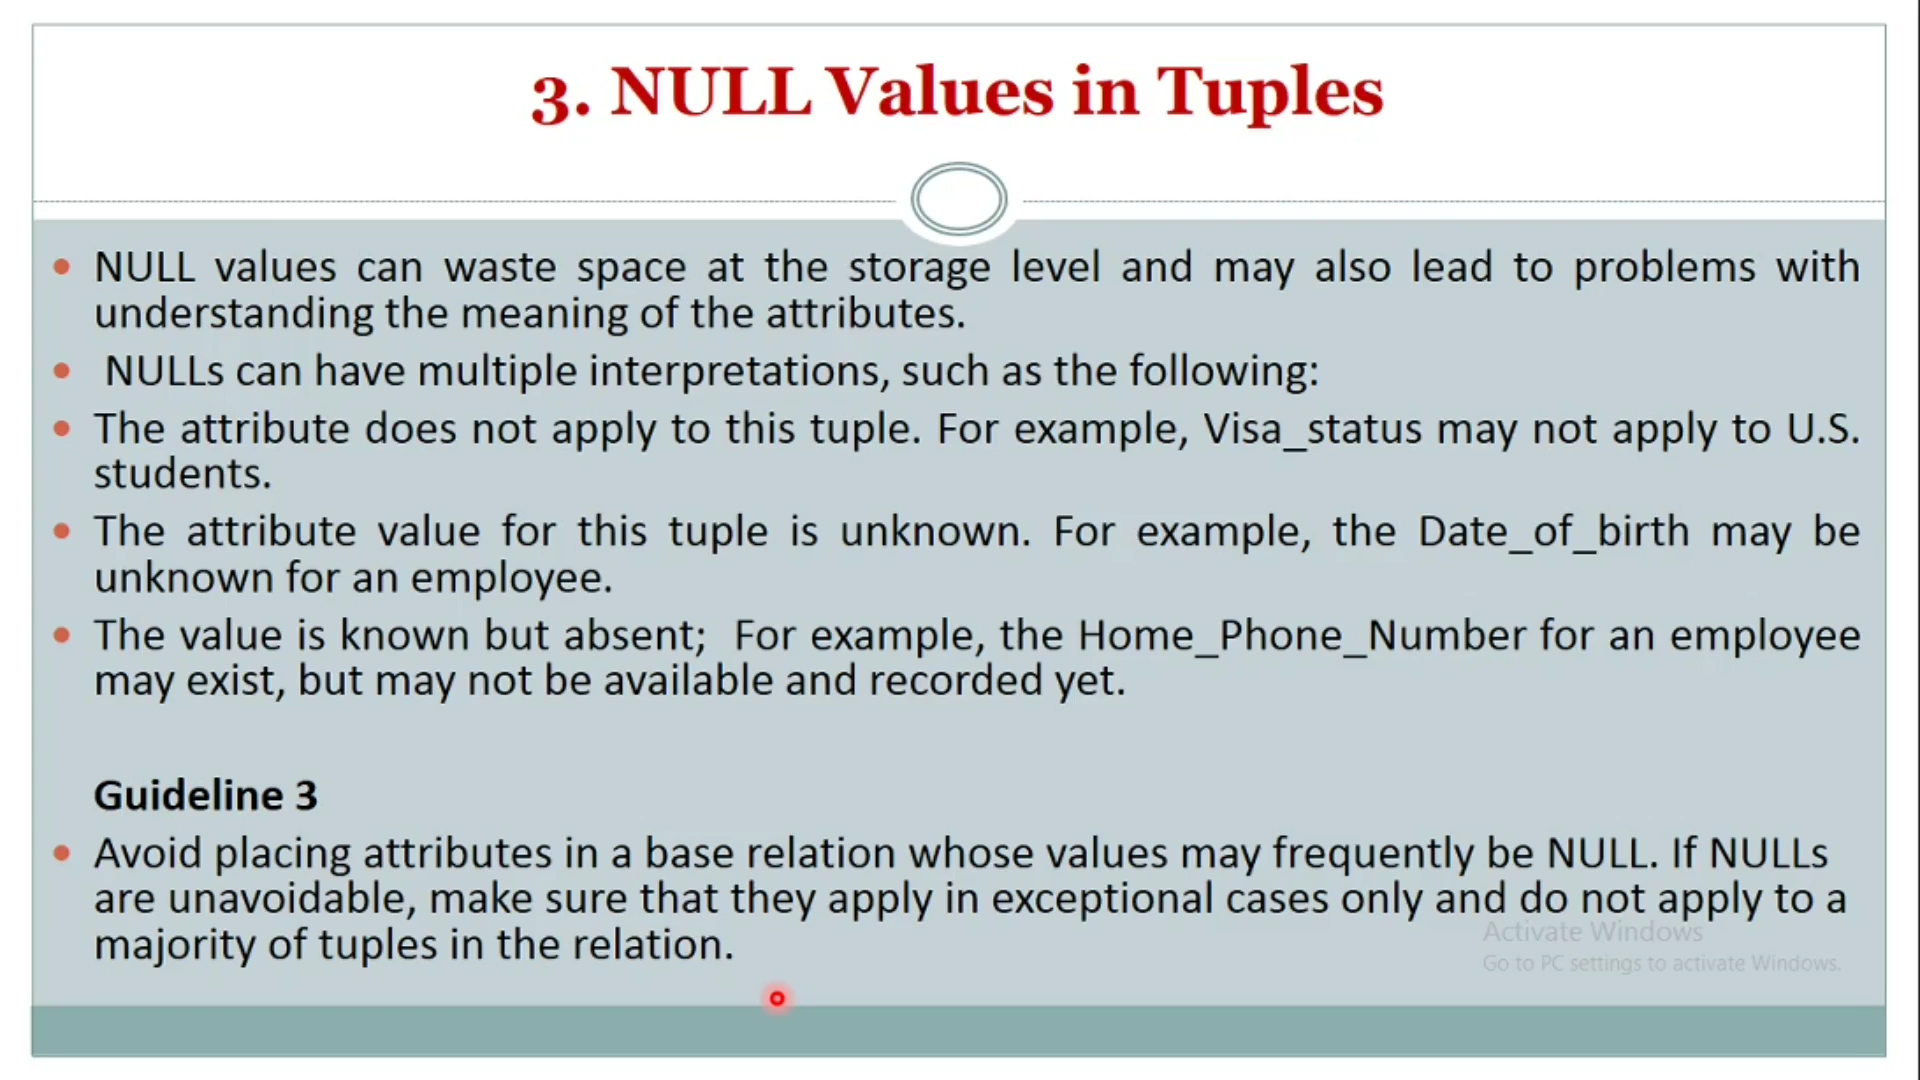 3. NULL Values in Tuples
• NULL values can waste space at the storage level and may also lead to problems with
understanding the meaning of the attributes.
• NULLs can have multiple interpretations, such as the following:
• The attribute does not apply to this tuple. For example, Visa_status may not apply to U.S.
students.
• The attribute value for this tuple is unknown. For example, the Date_of_birth may be
unknown for an employee.
• The value is known but absent; For example, the Home_Phone_Number for an employee
may exist, but may not be available and recorded yet.
Guideline 3
• Avoid placing attributes in a base relation whose values may frequently be NULL. If NULLs
are unavoidable, make sure that they apply in exceptional cases only and do not apply to a
majority of tuples in the relation.
Activate Windows
Go to PC settings to activate Windows.